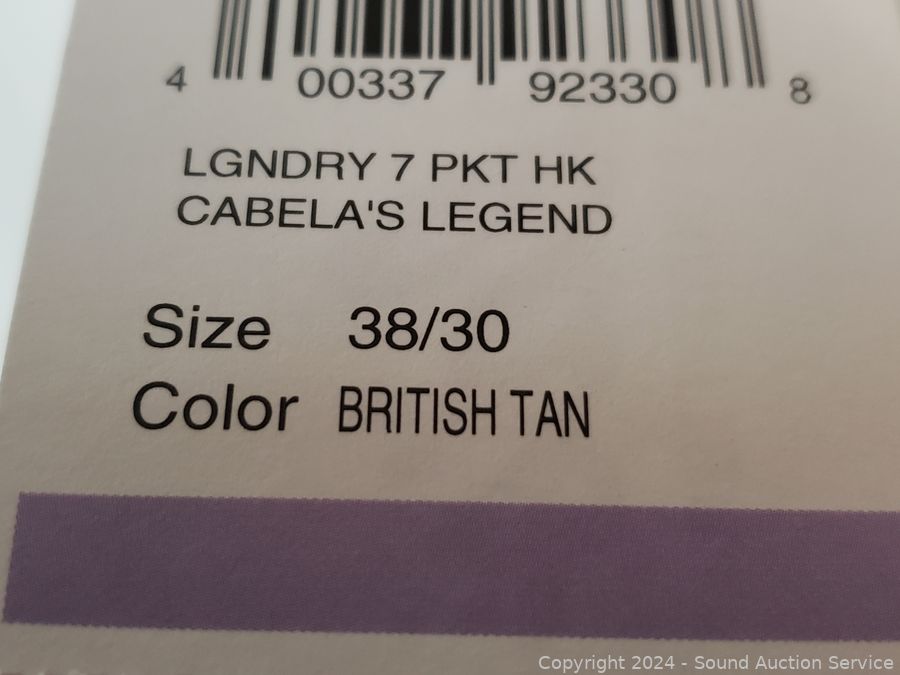 4 00337 92330 8
LGNDRY 7 PKT HK
CABELA'S LEGEND
Size 38/30
Color BRITISH TAN
Copyright 2024 - Sound Auction Service